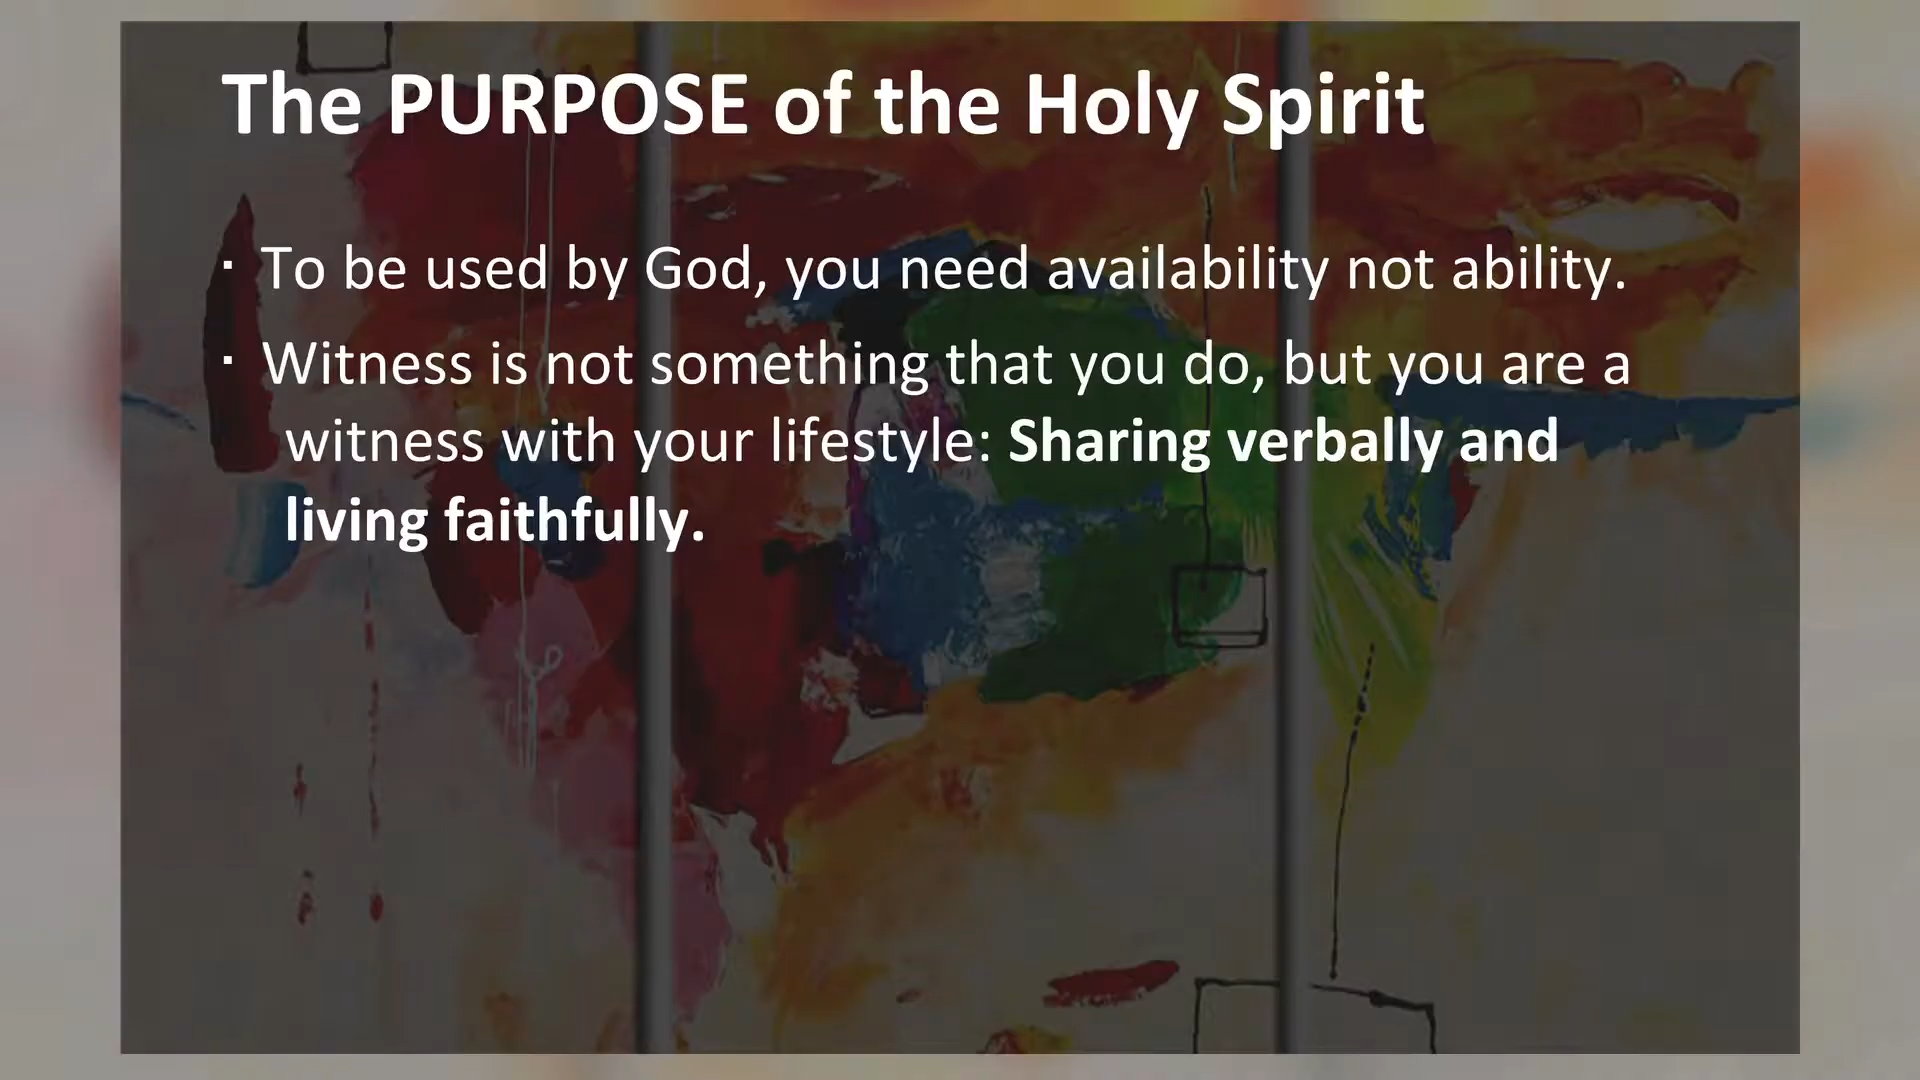 The PURPOSE of the Holy Spirit
▪ To be used by God, you need availability not ability.
▪ Witness is not something that you do, but you are a
witness with your lifestyle: Sharing verbally and
living faithfully.